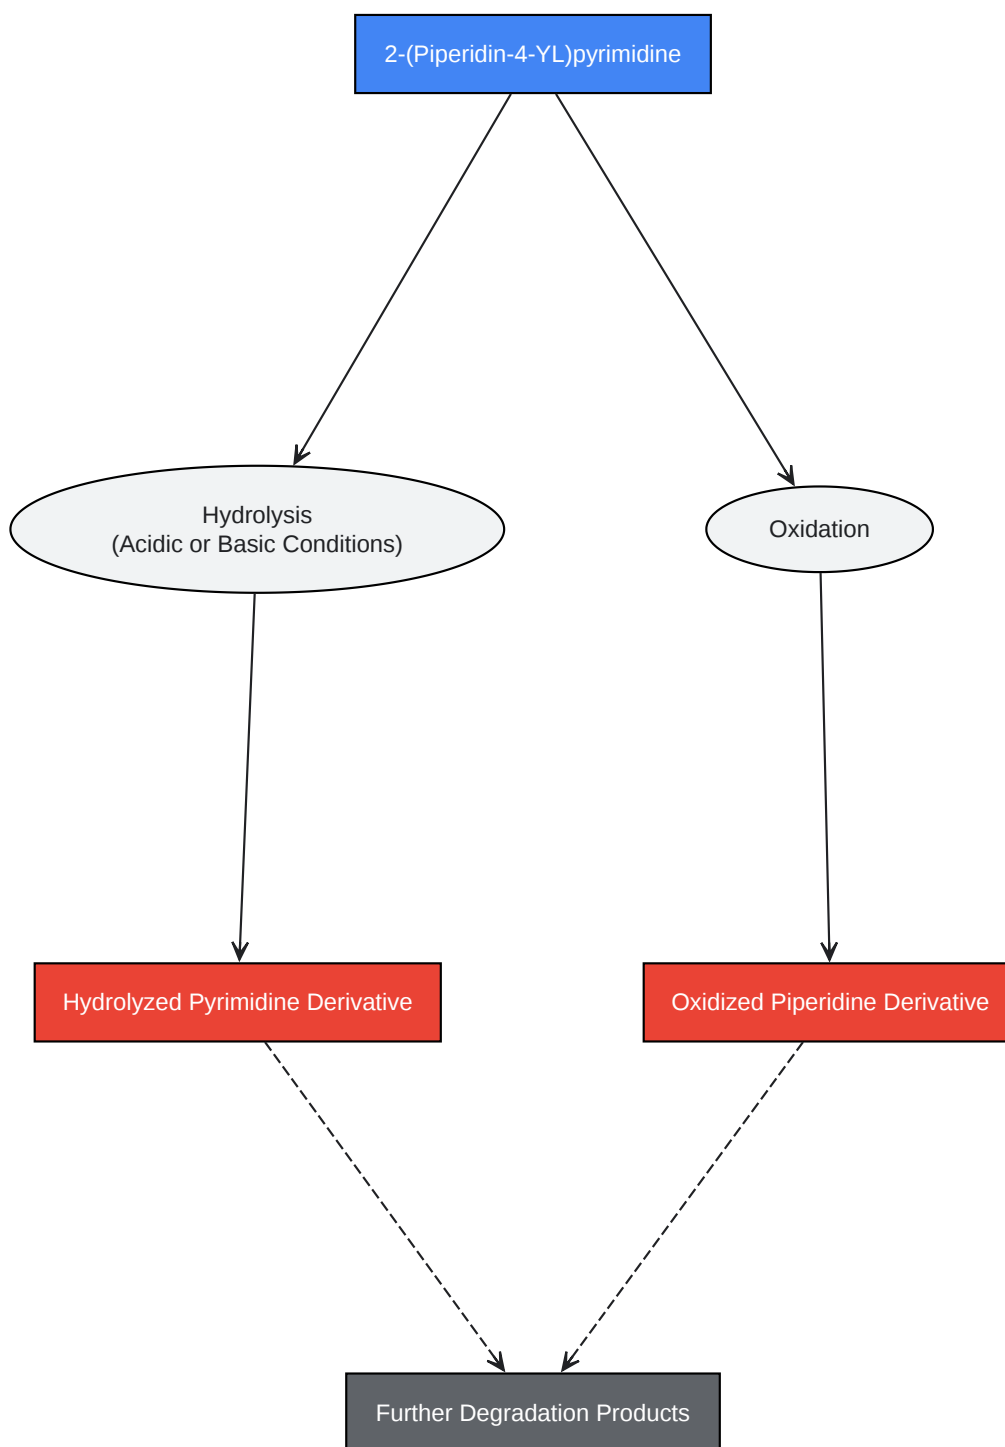 2-(Piperidin-4-YL)pyrimidine
Hydrolysis
(Acidic or Basic Conditions)
Oxidation
Hydrolyzed Pyrimidine Derivative
Oxidized Piperidine Derivative
Further Degradation Products